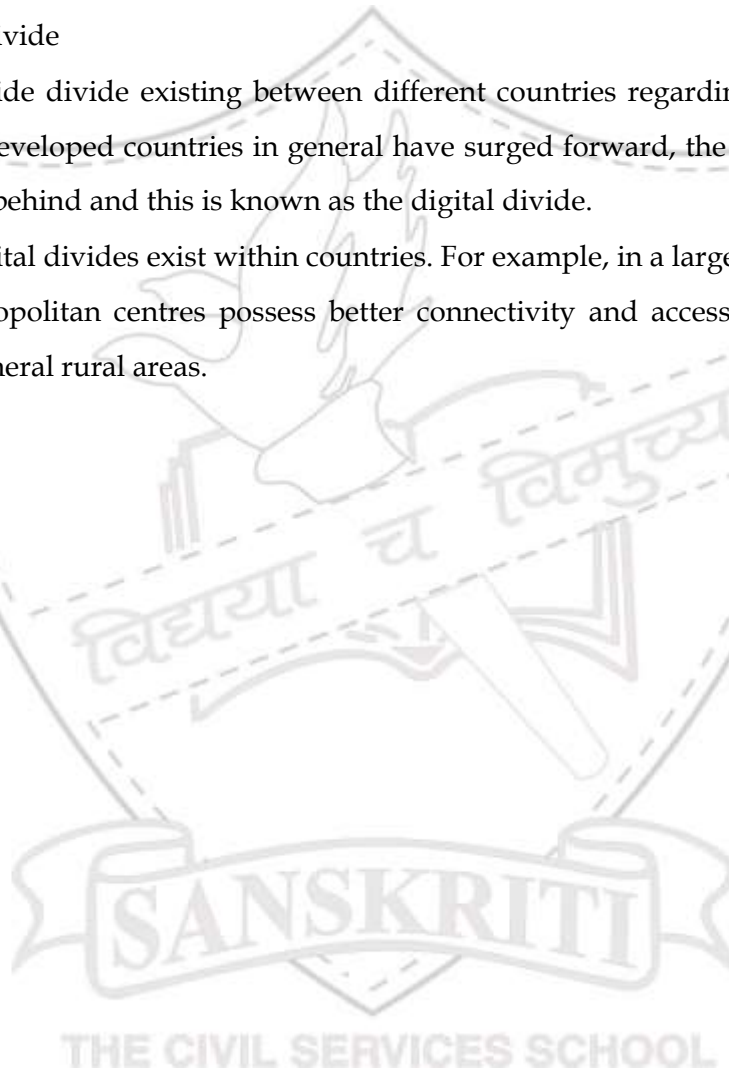 ivide
ide divide existing between different countries regardin
eveloped countries in general have surged forward, the
behind and this is known as the digital divide.
ital divides exist within countries. For example, in a large
opolitan centres possess better connectivity and access
neral rural areas.
विद्यया च विमुच्य
SANSKRITI
THE CIVIL SERVICES SCHOOL